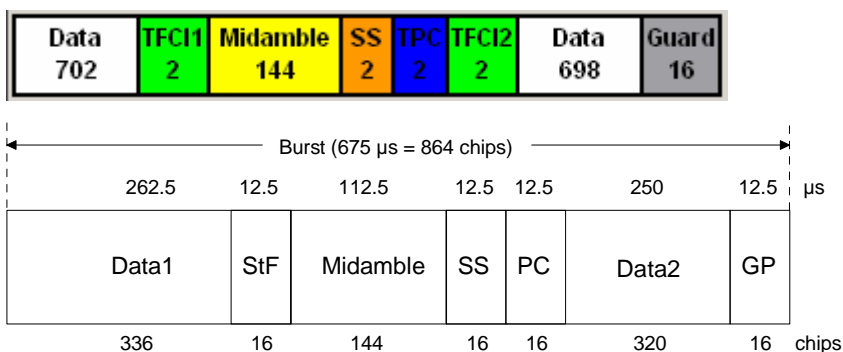 Data TFCI1 Midamble SS TPC TFCI2 Data Guard
702 2 144 2 2 2 698 16
Burst (675 µs = 864 chips)
262.5 12.5 112.5 12.5 12.5 250 12.5 µs
Data1 StF Midamble SS PC Data2 GP
336 16 144 16 16 320 16 chips